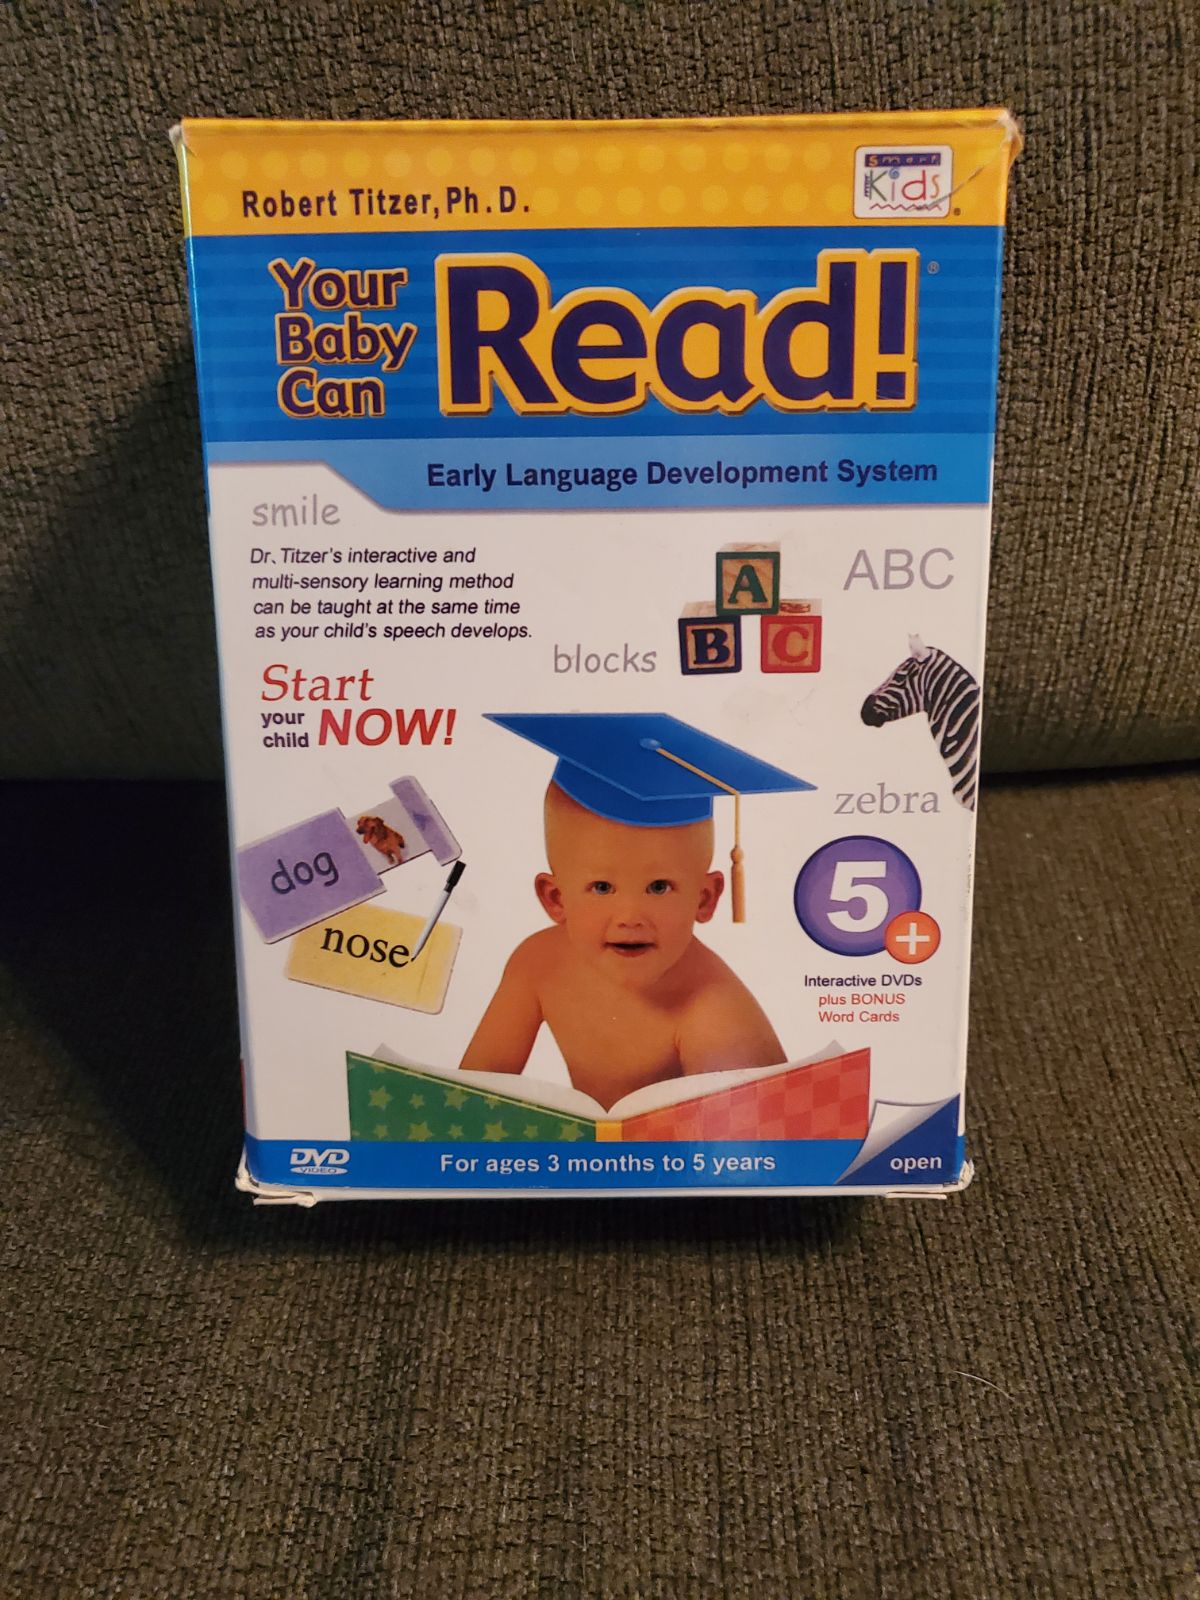 Robert Titzer, Ph.D.
smart
the
Kids
®
Your
Baby
Can
Read!
®
Early Language Development System
smile
Dr. Titzer's interactive and
multi-sensory learning method
can be taught at the same time
as your child's speech develops.
ABC
A
B C
blocks
Start
your
child NOW!
zebra
dog
nose
5
+
Interactive DVDs
plus BONUS
Word Cards
DVD
VIDEO
For ages 3 months to 5 years
open